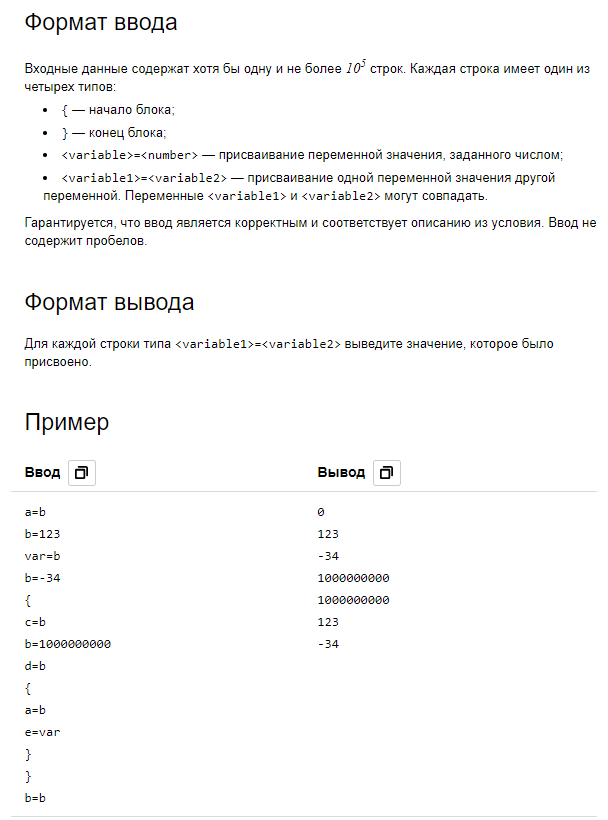 Формат ввода
Входные данные содержат хотя бы одну и не более 10⁵ строк. Каждая строка имеет один из
четырех типов:
• { — начало блока;
• } — конец блока;
• <variable>=<number> — присваивание переменной значения, заданного числом;
• <variable1>=<variable2> — присваивание одной переменной значения другой
переменной. Переменные <variable1> и <variable2> могут совпадать.
Гарантируется, что ввод является корректным и соответствует описанию из условия. Ввод не
содержит пробелов.
Формат вывода
Для каждой строки типа <variable1>=<variable2> выведите значение, которое было
присвоено.
Пример
Ввод Вывод
a=b 0
b=123 123
var=b -34
b=-34 1000000000
{ 1000000000
c=b 123
b=1000000000 -34
d=b
{
a=b
e=var
}
}
b=b